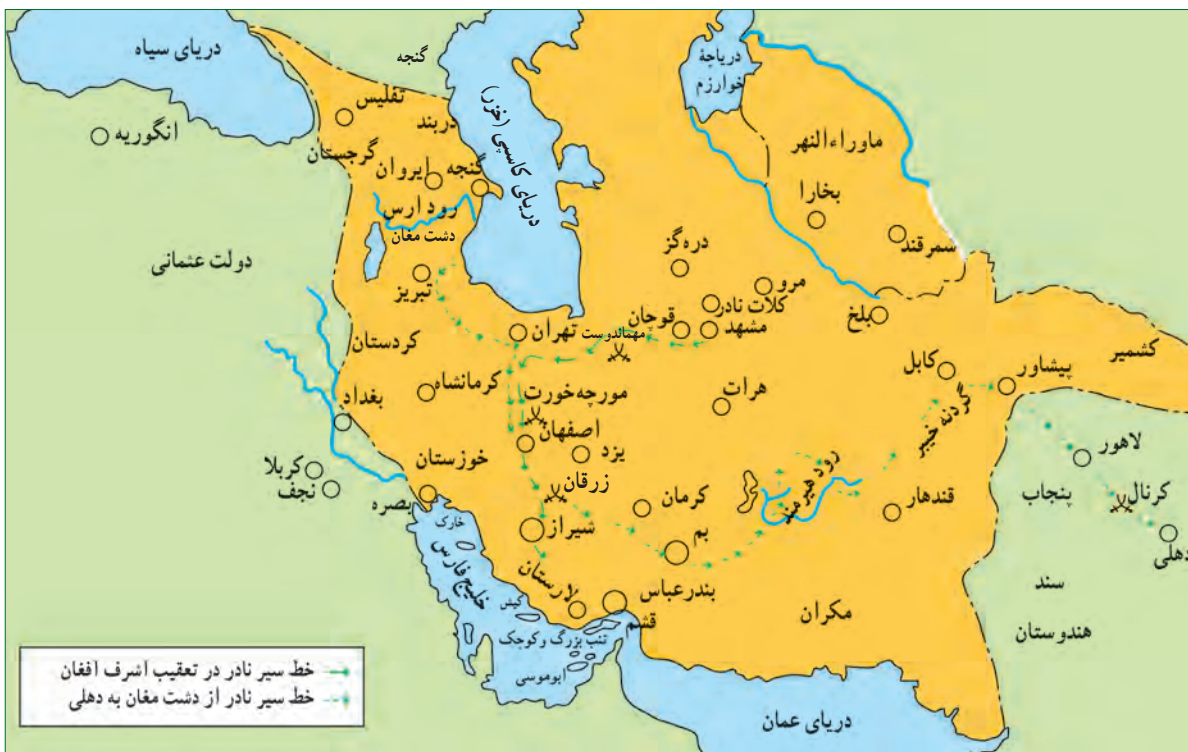 دریای سیاه
گنجه
دریاچهٔ
خوارزم
انگوریه
تفلیس
دربند
گرجستان
ایروان
گنجه
رود ارس
دشت مغان
دریای کاسپی (خزر)
ماوراءالنهر
بخارا
سمرقند
دولت عثمانی
تبریز
دره‌گز
مرو
کلات نادر
قوچان
مشهد
بلخ
تهران
مهماندوست
کردستان
کرمانشاه
مورچه‌خورت
هرات
کابل
پیشاور
کشمیر
گردنه خیبر
بغداد
اصفهان
یزد
لاهور
کربلا
نجف
خوزستان
زرقان
کرمان
رود هیرمند
قندهار
پنجاب
کرنال
بصره
خارک
شیراز
بم
دهلی
خلیج فارس
لارستان
کیش
بندرعباس
قشم
مکران
سند
هندوستان
تنب بزرگ و کوچک
ابوموسی
دریای عمان
خط سیر نادر در تعقیب اشرف افغان
خط سیر نادر از دشت مغان به دهلی